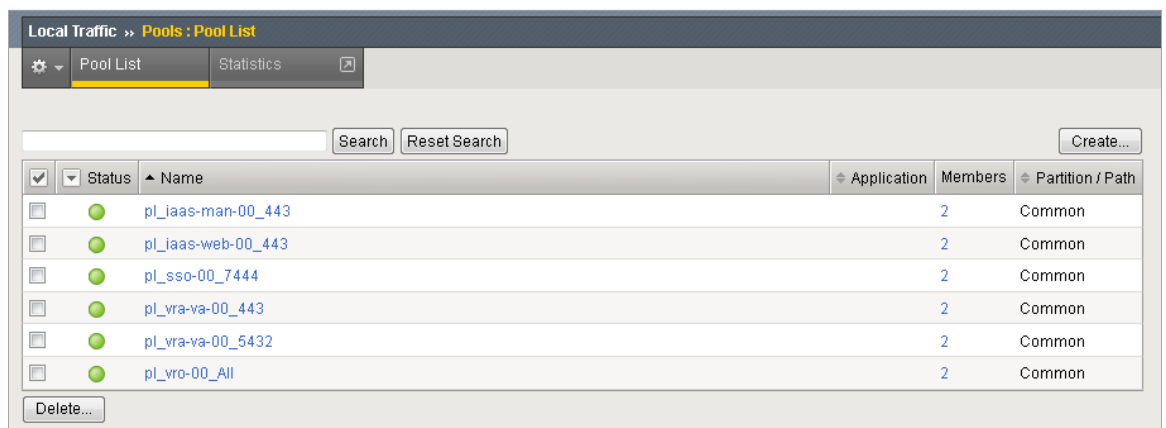 Local Traffic » Pools : Pool List
Pool List Statistics
Search Reset Search Create...
Status Name Application Members Partition / Path
pl_iaas-man-00_443 2 Common
pl_iaas-web-00_443 2 Common
pl_sso-00_7444 2 Common
pl_vra-va-00_443 2 Common
pl_vra-va-00_5432 2 Common
pl_vro-00_All 2 Common
Delete...